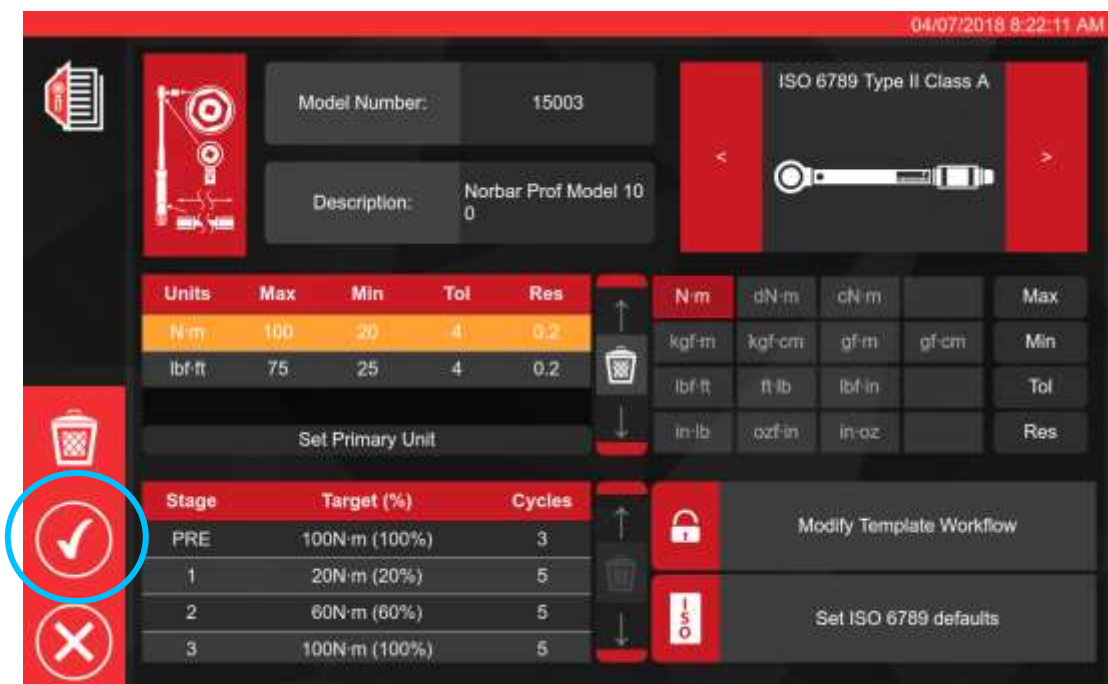 04/07/2018 8:22:11 AM
Model Number: 15003
ISO 6789 Type II Class A
< >
Description: Norbar Prof Model 10
0
Units Max Min Tol Res
N·m 100 20 4 0.2
lbf·ft 75 25 4 0.2
Set Primary Unit
N·m dN·m cN·m Max
kgf·m kgf·cm gf·m gf·cm Min
lbf·ft ft·lb lbf·in Tol
in·lb ozf·in in·oz Res
Stage Target (%) Cycles
PRE 100N·m (100%) 3
1 20N·m (20%) 5
2 60N·m (60%) 5
3 100N·m (100%) 5
Modify Template Workflow
ISO
Set ISO 6789 defaults